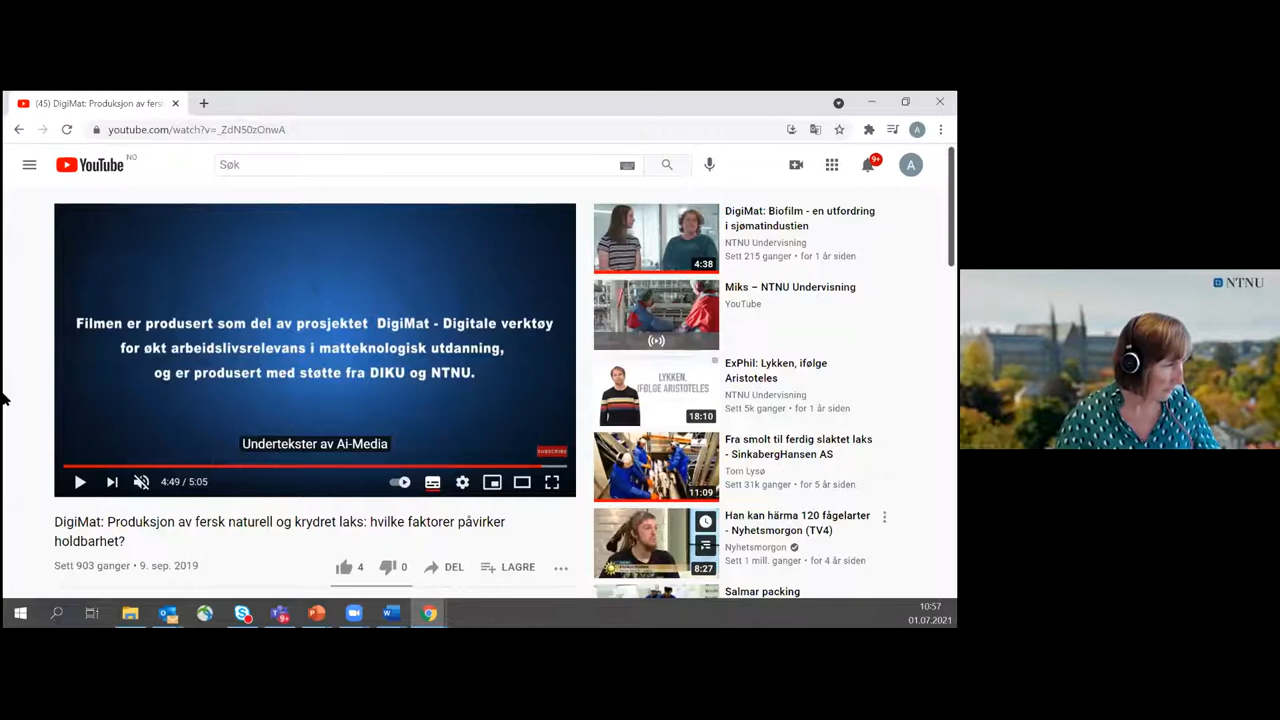 (45) DigiMat: Produksjon av fersk
youtube.com/watch?v=_ZdN50zOnwA
YouTube NO
Søk
9+
A
Filmen er produsert som del av prosjektet DigiMat - Digitale verktøy
for økt arbeidslivsrelevans i matteknologisk utdanning,
og er produsert med støtte fra DIKU og NTNU.
Undertekster av Ai-Media
SUBSCRIBE
4:49 / 5:05
DigiMat: Produksjon av fersk naturell og krydret laks: hvilke faktorer påvirker
holdbarhet?
Sett 903 ganger • 9. sep. 2019
4
0
DEL
LAGRE
DigiMat: Biofilm - en utfordring
i sjømatindustien
NTNU Undervisning
Sett 215 ganger • for 1 år siden
4:38
Miks – NTNU Undervisning
YouTube
ExPhil: Lykken, ifølge
Aristoteles
NTNU Undervisning
Sett 5k ganger • for 1 år siden
LYKKEN,
IFØLGE
ARISTOTELES
18:10
Fra smolt til ferdig slaktet laks
- SinkabergHansen AS
Tom Lysø
Sett 31k ganger • for 5 år siden
11:09
Han kan härma 120 fågelarter
- Nyhetsmorgon (TV4)
Nyhetsmorgon
Sett 1 mill. ganger • for 4 år siden
8:27
Salmar packing
10:57
01.07.2021
NTNU